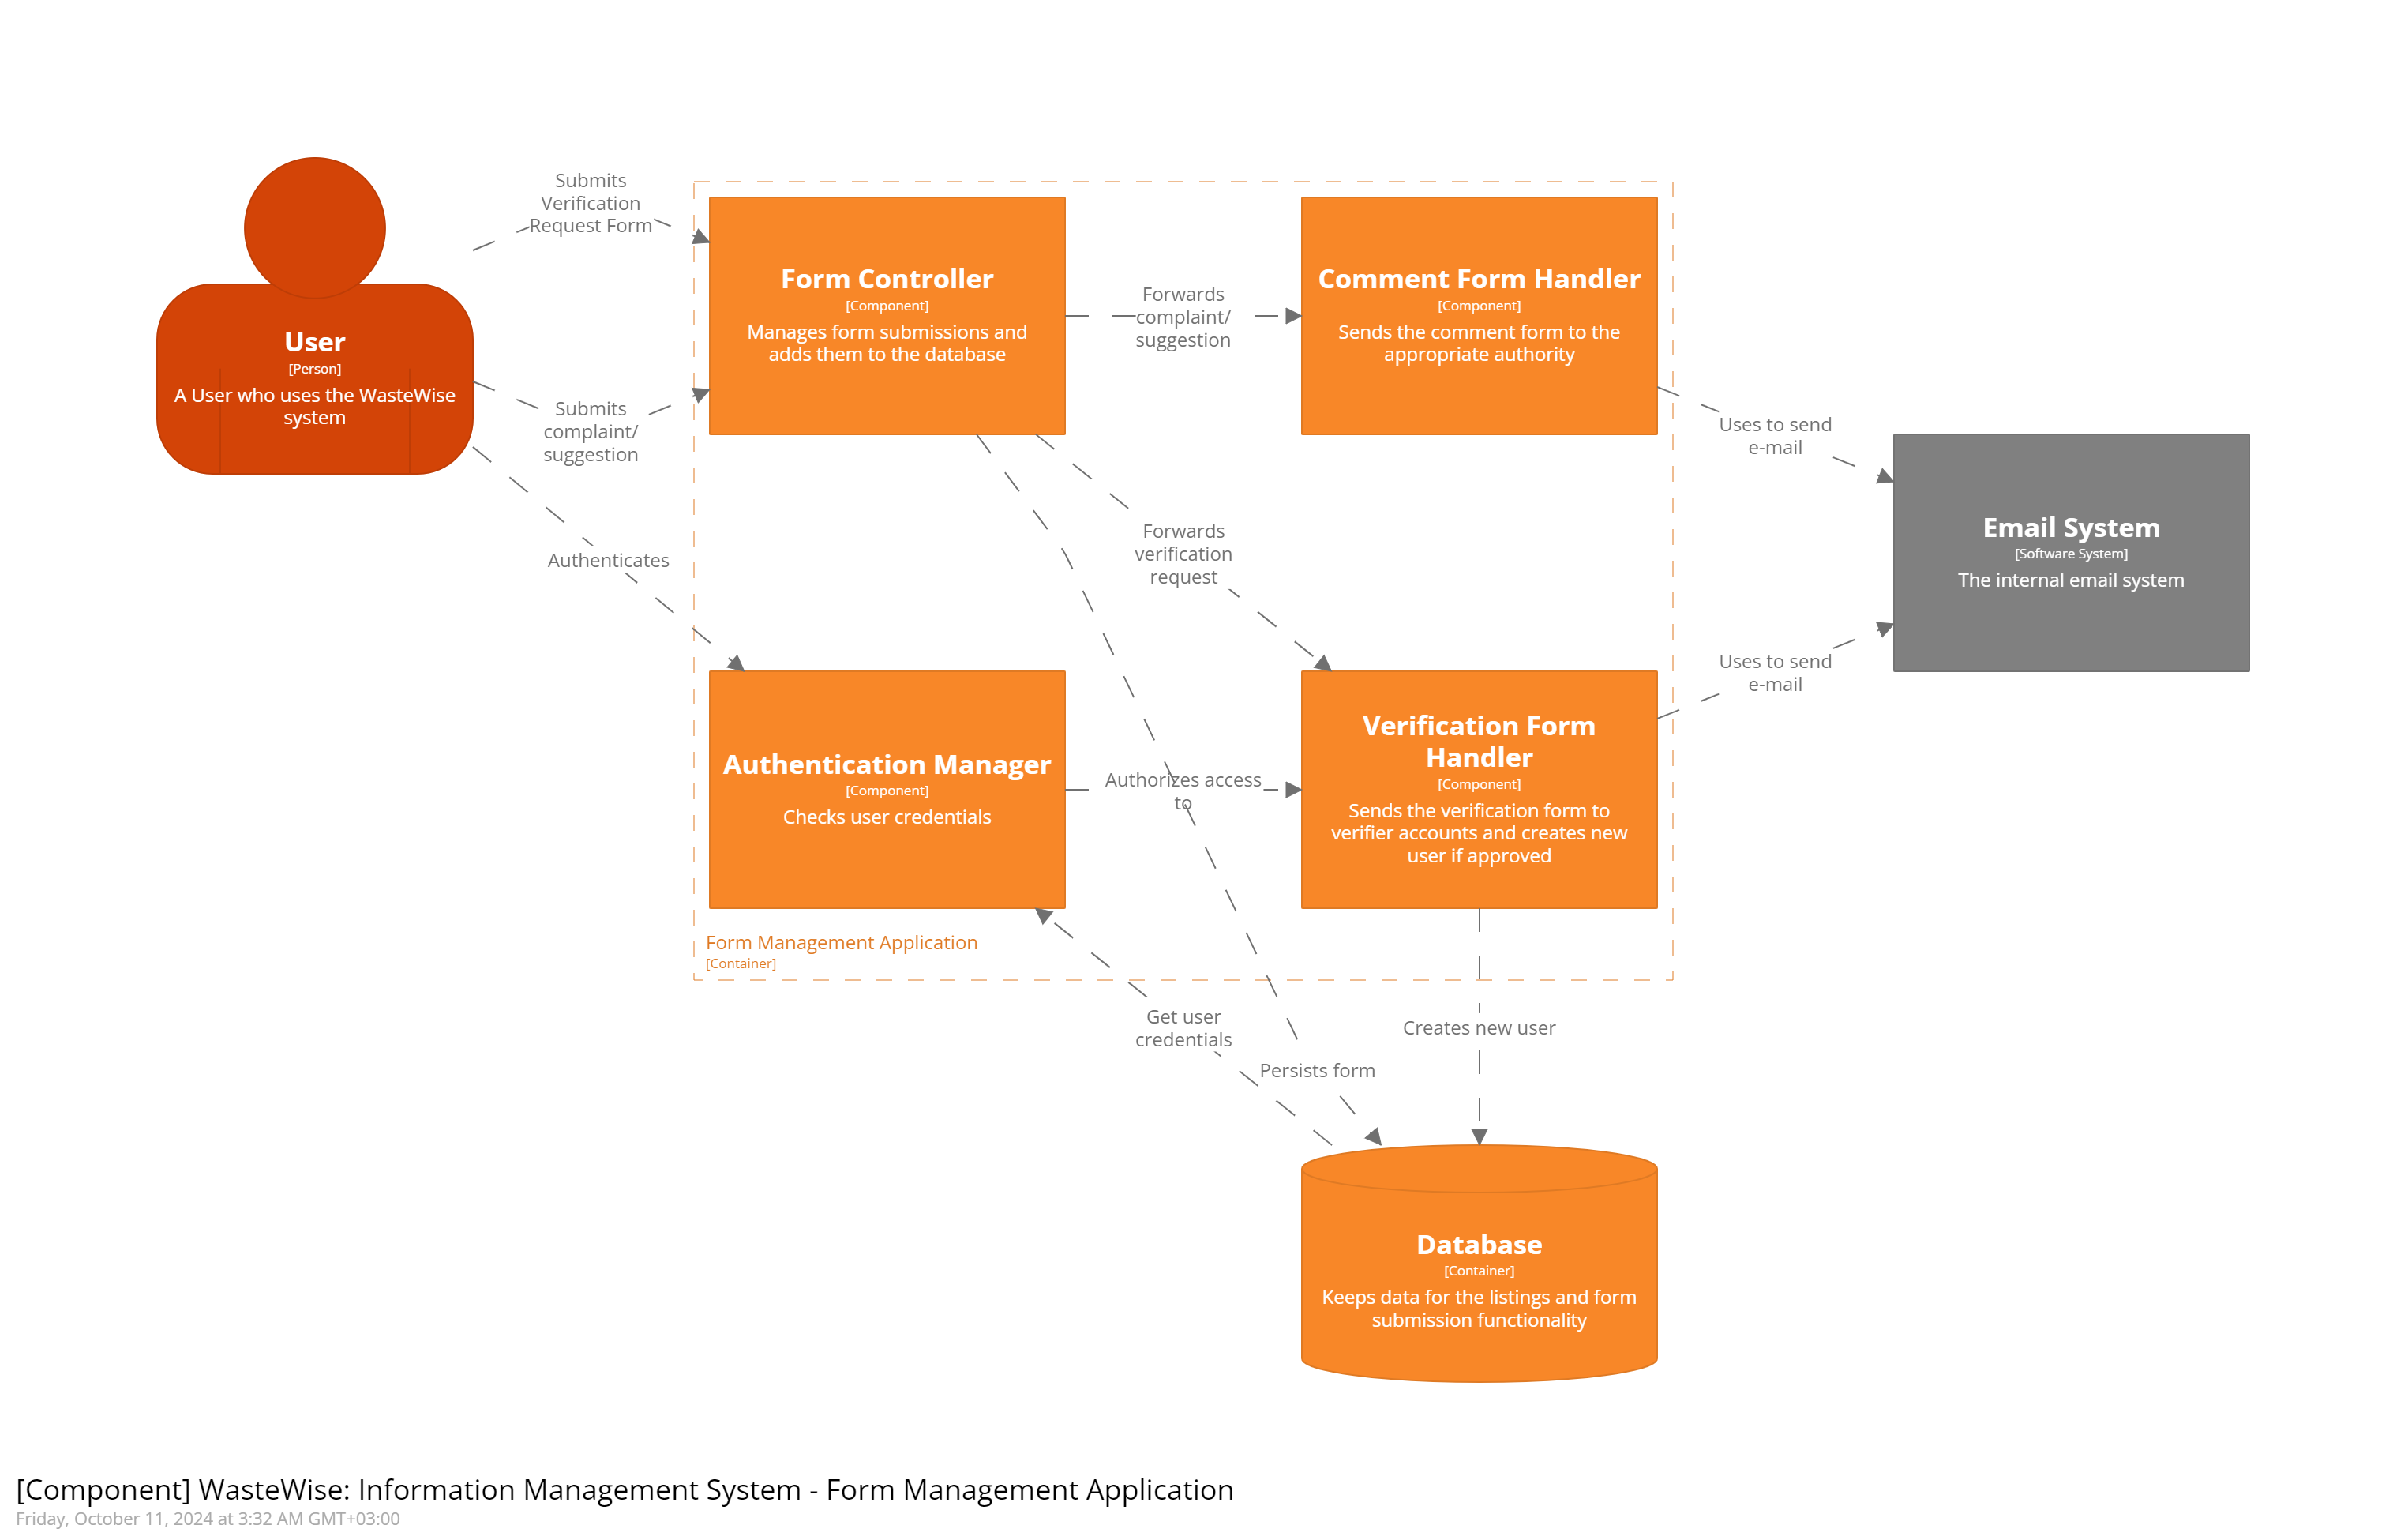 Submits
Verification
Request Form
User
[Person]
A User who uses the WasteWise
system
Submits
complaint/
suggestion
Authenticates
Form Controller
[Component]
Manages form submissions and
adds them to the database
Forwards
complaint/
suggestion
Comment Form Handler
[Component]
Sends the comment form to the
appropriate authority
Uses to send
e-mail
Email System
[Software System]
The internal email system
Forwards
verification
request
Uses to send
e-mail
Authentication Manager
[Component]
Checks user credentials
Authorizes access
to
Verification Form
Handler
[Component]
Sends the verification form to
verifier accounts and creates new
user if approved
Form Management Application
[Container]
Get user
credentials
Persists form
Creates new user
Database
[Container]
Keeps data for the listings and form
submission functionality
[Component] WasteWise: Information Management System - Form Management Application
Friday, October 11, 2024 at 3:32 AM GMT+03:00